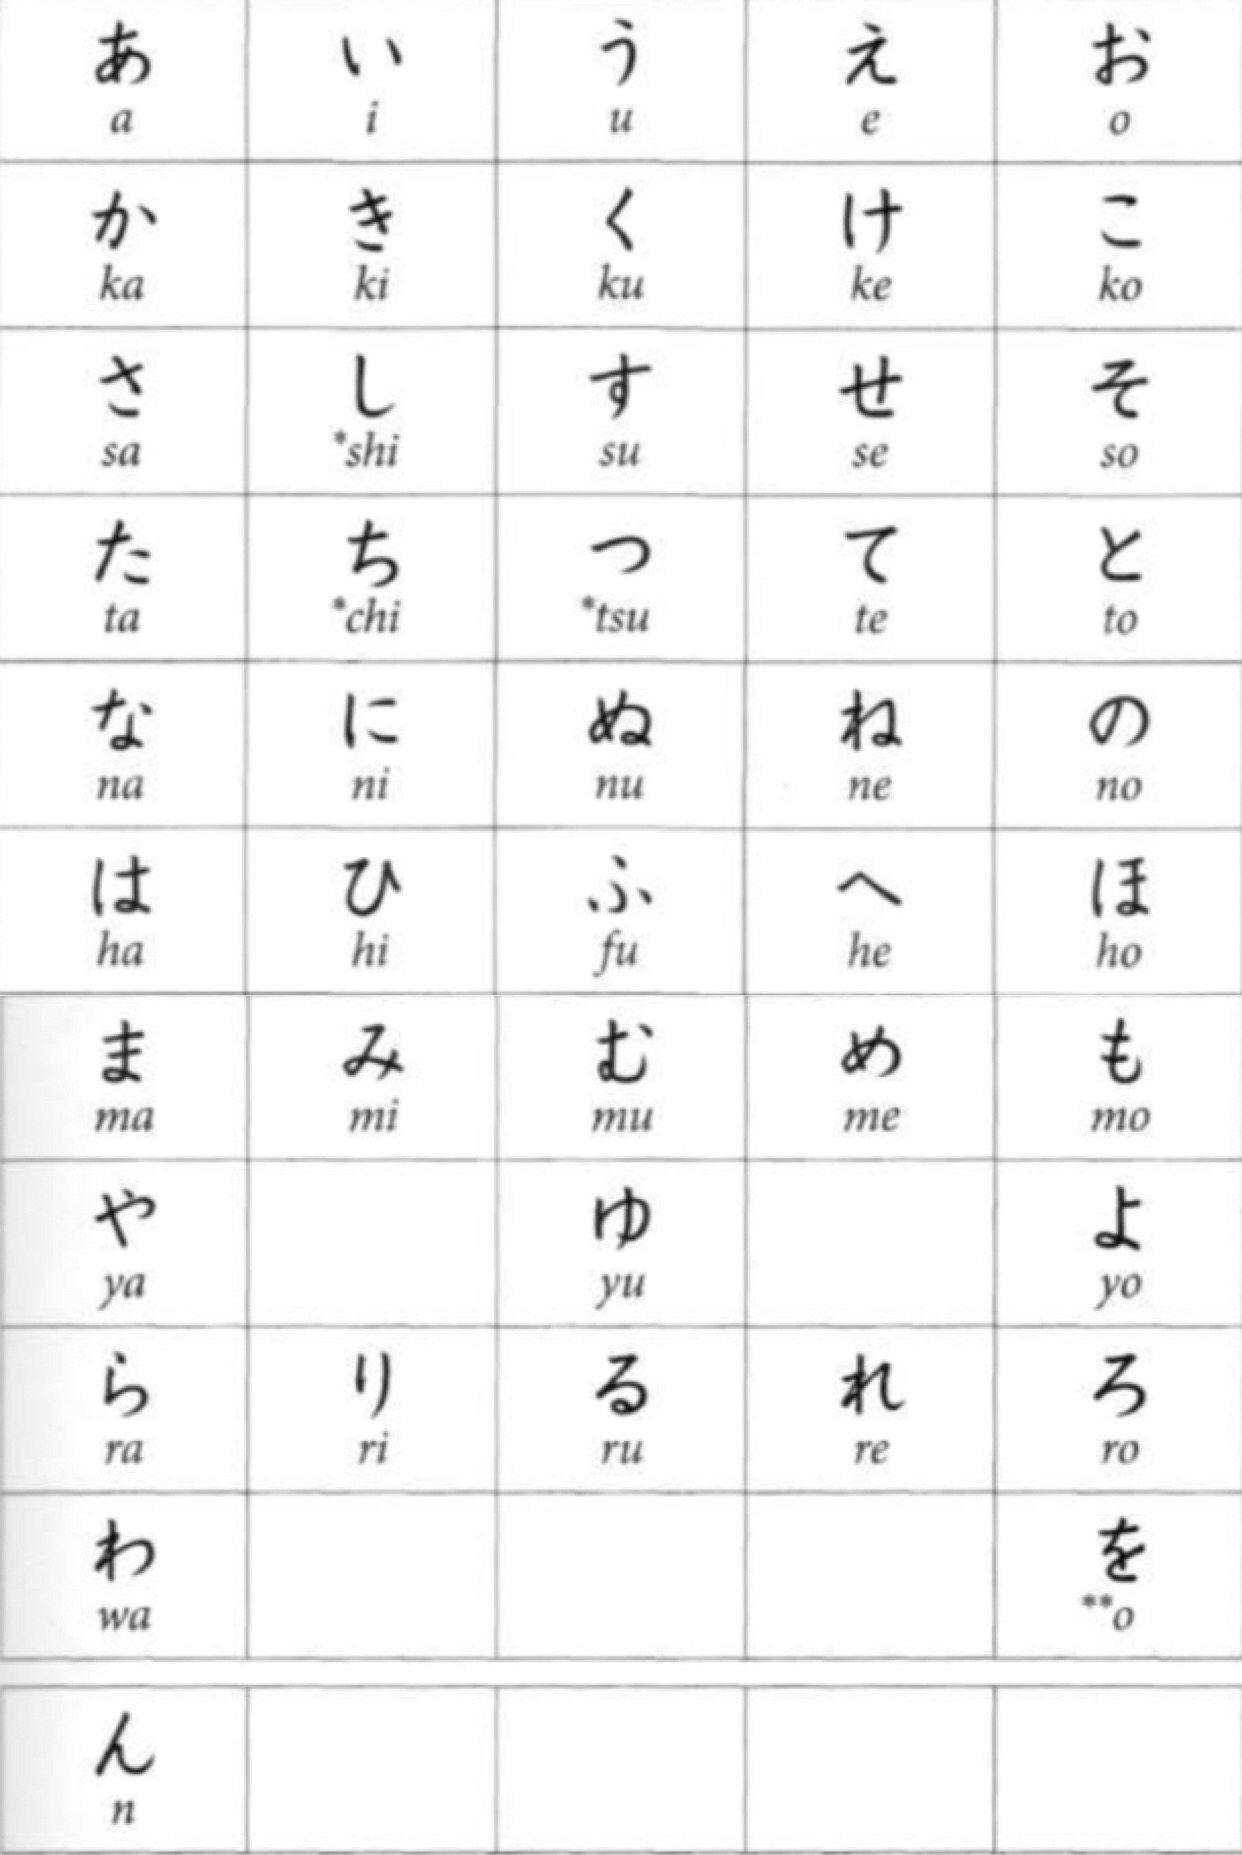 あ い う え お
a i u e o
か き く け こ
ka ki ku ke ko
さ し す せ そ
sa *shi su se so
た ち つ て と
ta *chi *tsu te to
な に ぬ ね の
na ni nu ne no
は ひ ふ へ ほ
ha hi fu he ho
ま み む め も
ma mi mu me mo
や ゆ よ
ya yu yo
ら り る れ ろ
ra ri ru re ro
わ を
wa **o
ん
n